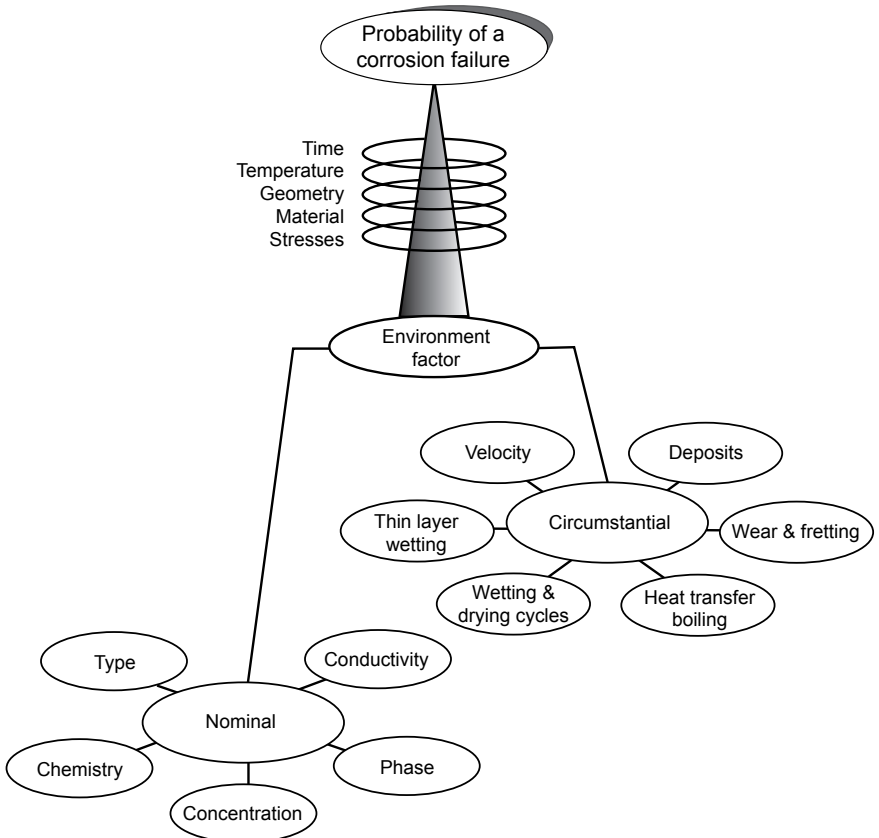 Probability of a
corrosion failure
Time
Temperature
Geometry
Material
Stresses
Environment
factor
Velocity
Deposits
Thin layer
wetting
Circumstantial
Wear & fretting
Wetting &
drying cycles
Heat transfer
boiling
Type
Conductivity
Nominal
Chemistry
Phase
Concentration